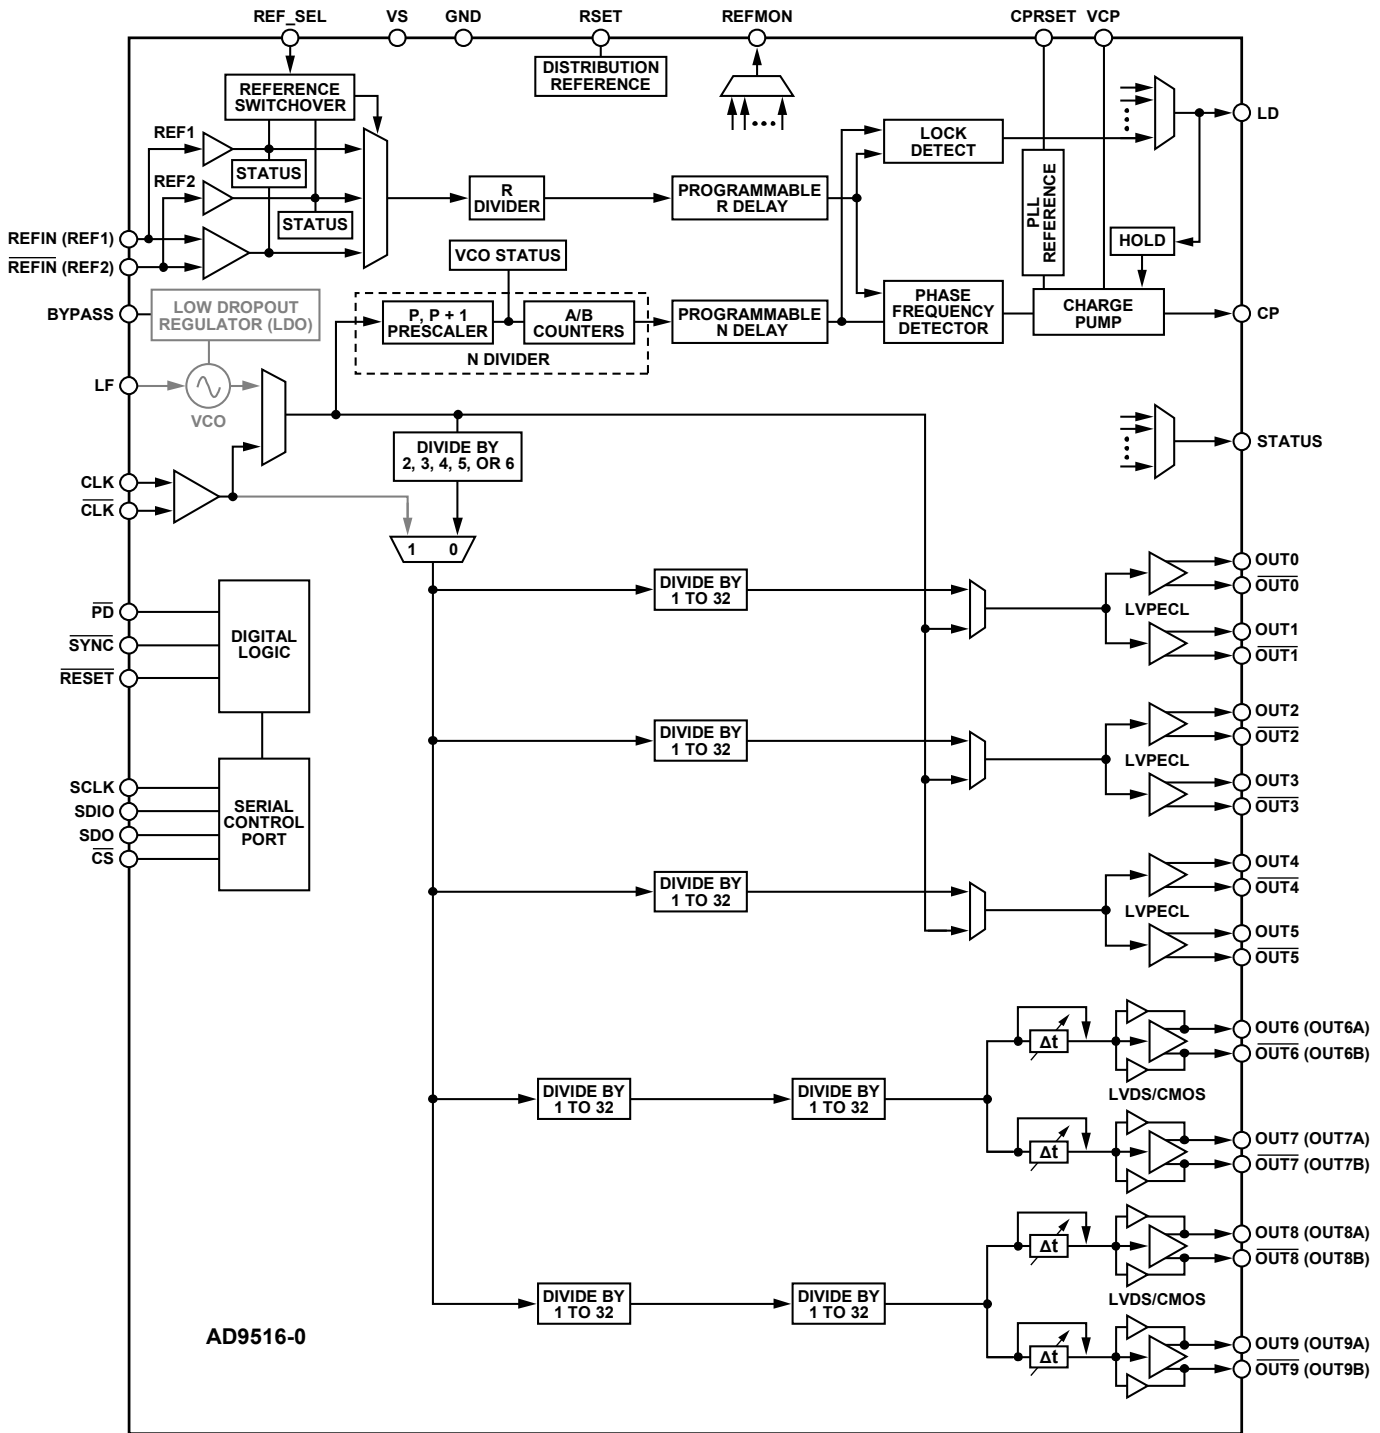 REF_SEL VS GND RSET REFMON CPRSET VCP
DISTRIBUTION
REFERENCE
REFERENCE
SWITCHOVER
REF1
STATUS
REF2
STATUS
REFIN (REF1)
REFIN (REF2)
R
DIVIDER
PROGRAMMABLE
R DELAY
LOCK
DETECT
LD
PLL
REFERENCE
HOLD
VCO STATUS
BYPASS
LOW DROPOUT
REGULATOR (LDO)
P, P + 1
PRESCALER
A/B
COUNTERS
N DIVIDER
PROGRAMMABLE
N DELAY
PHASE
FREQUENCY
DETECTOR
CHARGE
PUMP
CP
LF
VCO
DIVIDE BY
2, 3, 4, 5, OR 6
STATUS
CLK
CLK
1 0
PD
SYNC
RESET
DIGITAL
LOGIC
SCLK
SDIO
SDO
CS
SERIAL
CONTROL
PORT
DIVIDE BY
1 TO 32
LVPECL
OUT0
OUT0
OUT1
OUT1
DIVIDE BY
1 TO 32
LVPECL
OUT2
OUT2
OUT3
OUT3
DIVIDE BY
1 TO 32
LVPECL
OUT4
OUT4
OUT5
OUT5
DIVIDE BY
1 TO 32
DIVIDE BY
1 TO 32
Δt
Δt
LVDS/CMOS
OUT6 (OUT6A)
OUT6 (OUT6B)
OUT7 (OUT7A)
OUT7 (OUT7B)
DIVIDE BY
1 TO 32
DIVIDE BY
1 TO 32
Δt
Δt
LVDS/CMOS
OUT8 (OUT8A)
OUT8 (OUT8B)
OUT9 (OUT9A)
OUT9 (OUT9B)
AD9516-0